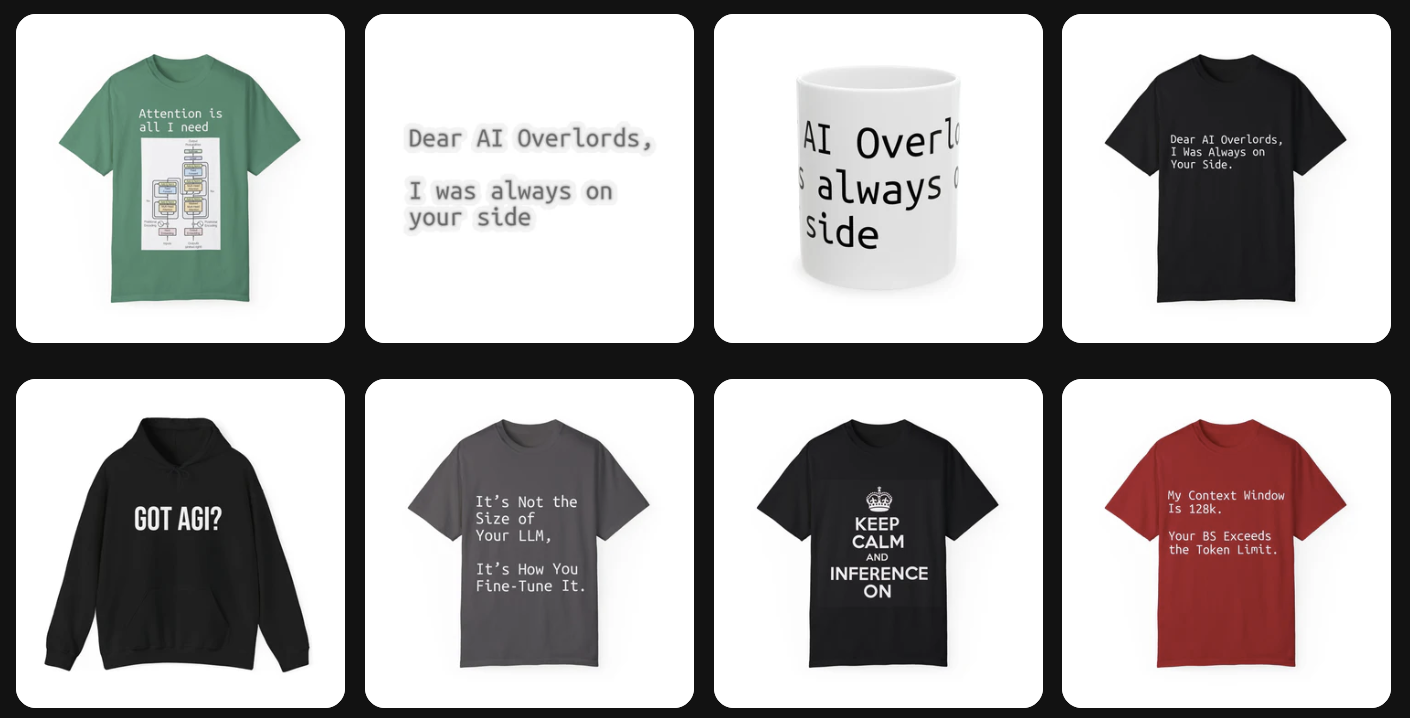 Attention is
all I need
Dear AI Overlords,
I was always on
your side
AI Overl
always
side
Dear AI Overlords,
I Was Always on
Your Side.
GOT AGI?
It's Not the
Size of
Your LLM,
It's How You
Fine-Tune It.
KEEP
CALM
AND
INFERENCE
ON
My Context Window
Is 128k.
Your BS Exceeds
the Token Limit.